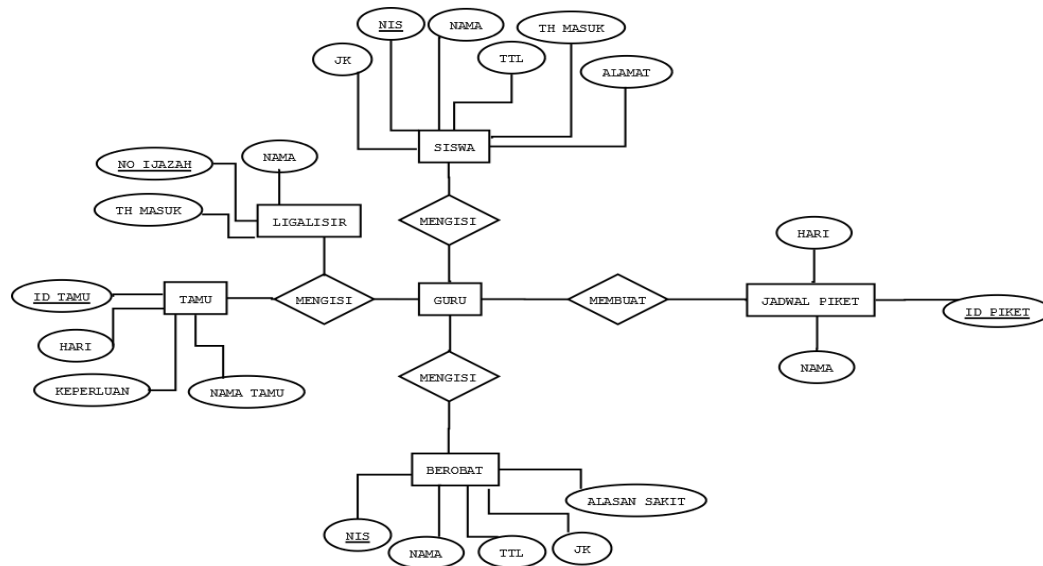 NIS
NAMA
TH MASUK
JK
TTL
ALAMAT
SISWA
NO IJAZAH
NAMA
TH MASUK
LIGALISIR
MENGISI
HARI
ID TAMU
TAMU
MENGISI
GURU
MEMBUAT
JADWAL PIKET
ID PIKET
HARI
KEPERLUAN
NAMA TAMU
MENGISI
NAMA
BEROBAT
ALASAN SAKIT
NIS
NAMA
TTL
JK